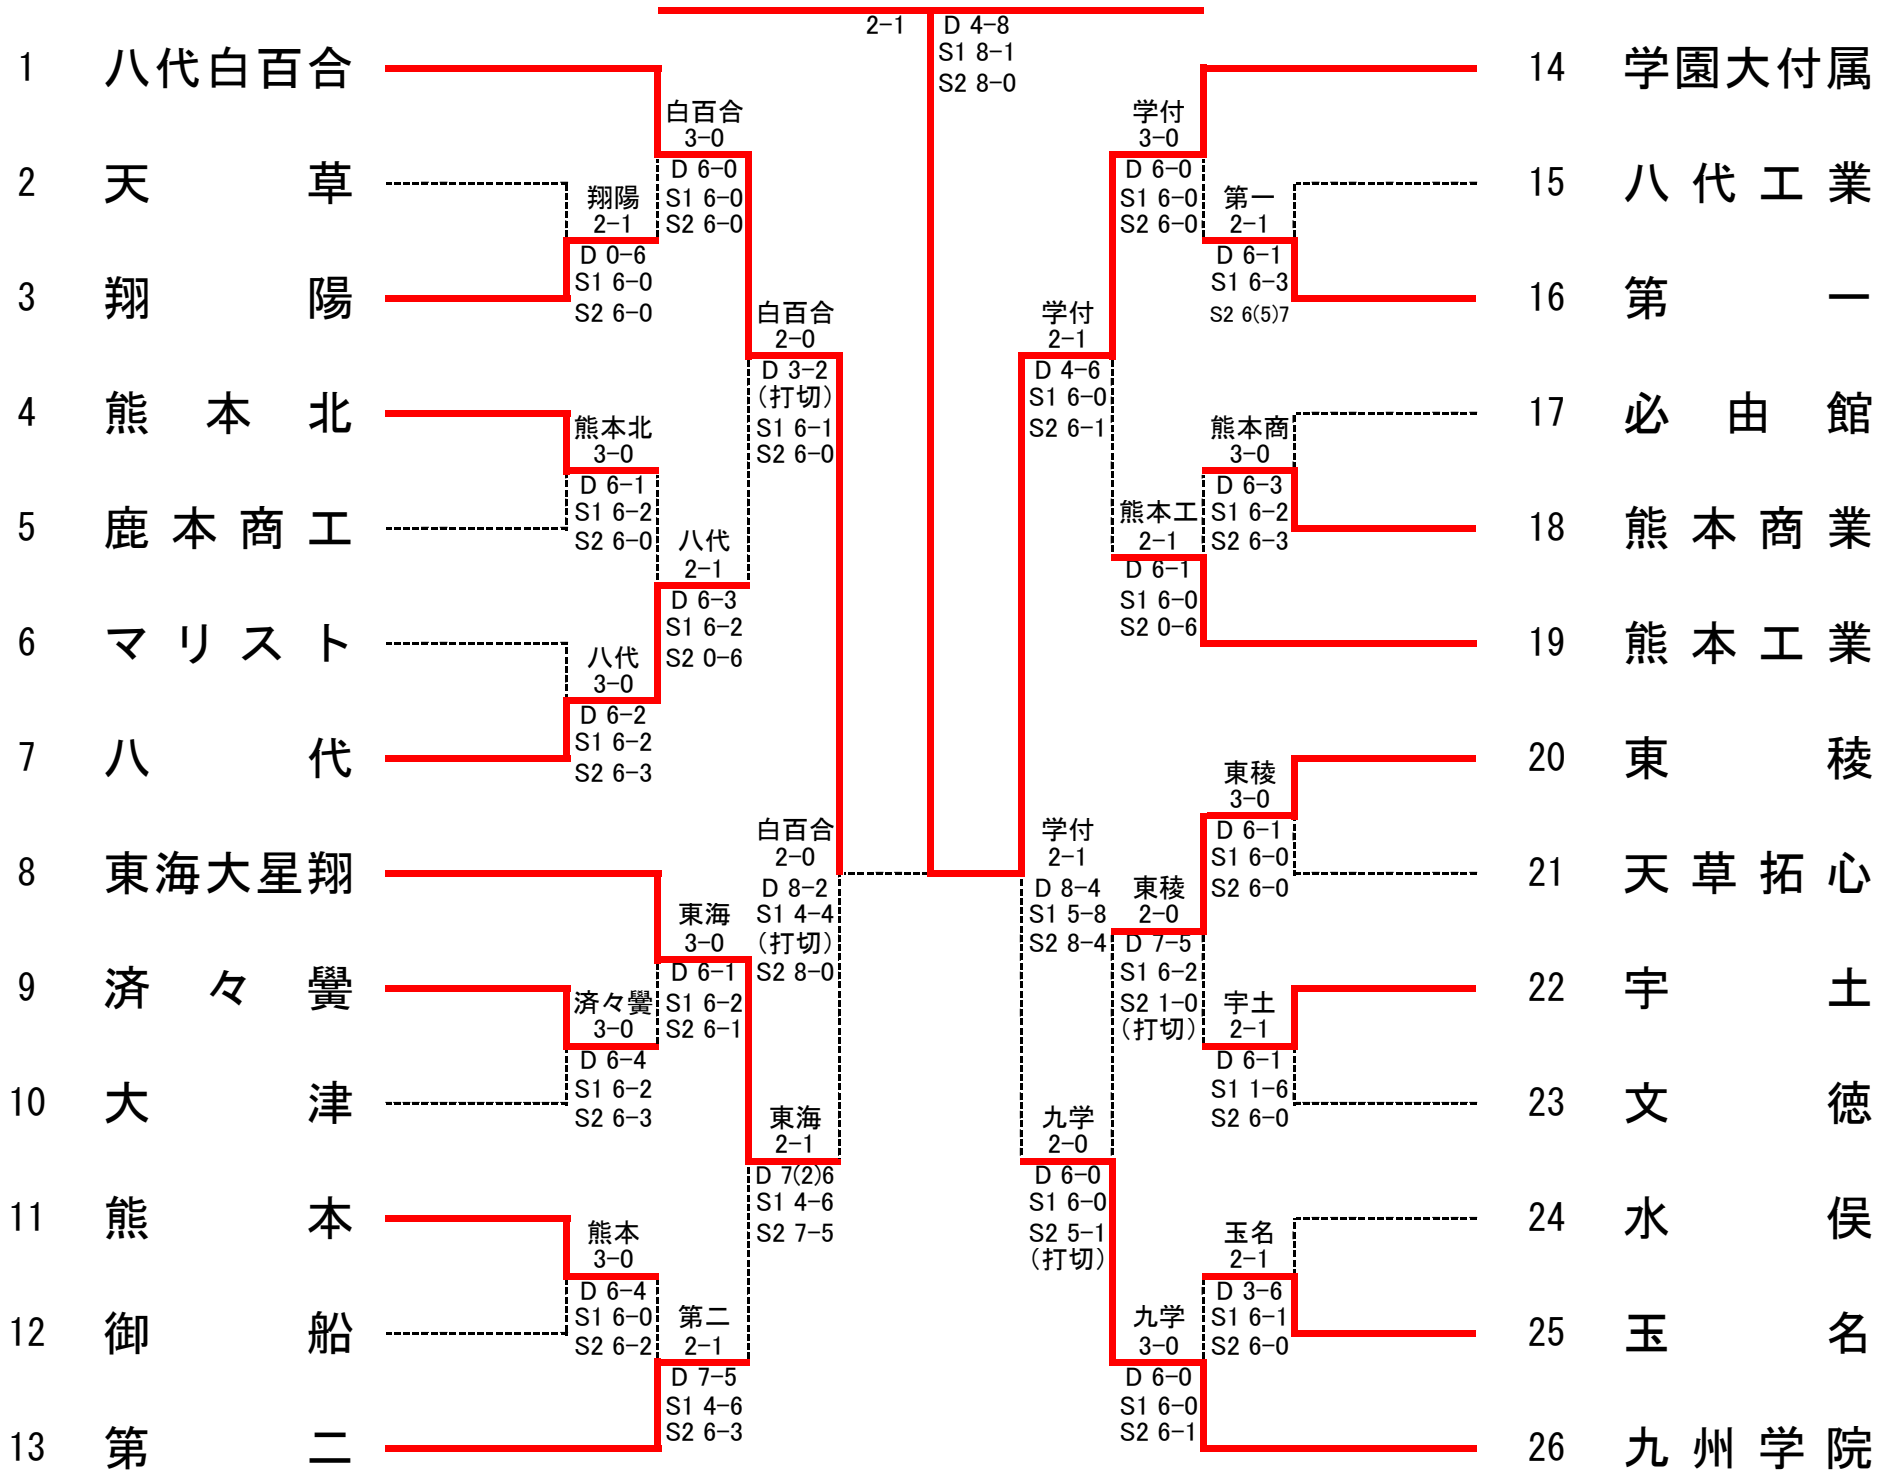 2-1
D 4-8
S1 8-1
S2 8-0
1 八代白百合
2 天草
3 翔陽
4 熊本北
5 鹿本商工
6 マリスト
7 八代
8 東海大星翔
9 済々黌
10 大津
11 熊本
12 御船
13 第二
翔陽
2-1
D 0-6
S1 6-0
S2 6-0
熊本北
3-0
D 6-1
S1 6-2
S2 6-0
八代
3-0
D 6-2
S1 6-2
S2 6-3
済々黌
3-0
D 6-4
S1 6-2
S2 6-3
熊本
3-0
D 6-4
S1 6-0
S2 6-2
白百合
3-0
D 6-0
S1 6-0
S2 6-0
八代
2-1
D 6-3
S1 6-2
S2 0-6
東海
3-0
D 6-1
S1 6-2
S2 6-1
第二
2-1
D 7-5
S1 4-6
S2 6-3
白百合
2-0
D 3-2
(打切)
S1 6-1
S2 6-0
白百合
2-0
D 8-2
S1 4-4
(打切)
S2 8-0
東海
2-1
D 7(2)6
S1 4-6
S2 7-5
学付
2-1
D 4-6
S1 6-0
S2 6-1
学付
2-1
D 8-4
S1 5-8
S2 8-4
九学
2-0
D 6-0
S1 6-0
S2 5-1
(打切)
学付
3-0
D 6-0
S1 6-0
S2 6-0
熊本工
2-1
D 6-1
S1 6-0
S2 0-6
東稜
2-0
D 7-5
S1 6-2
S2 1-0
(打切)
九学
3-0
D 6-0
S1 6-0
S2 6-1
第一
2-1
D 6-1
S1 6-3
S2 6(5)7
熊本商
3-0
D 6-3
S1 6-2
S2 6-3
東稜
3-0
D 6-1
S1 6-0
S2 6-0
宇土
2-1
D 6-1
S1 1-6
S2 6-0
玉名
2-1
D 3-6
S1 6-1
S2 6-0
14 学園大付属
15 八代工業
16 第一
17 必由館
18 熊本商業
19 熊本工業
20 東稜
21 天草拓心
22 宇土
23 文徳
24 水俣
25 玉名
26 九州学院